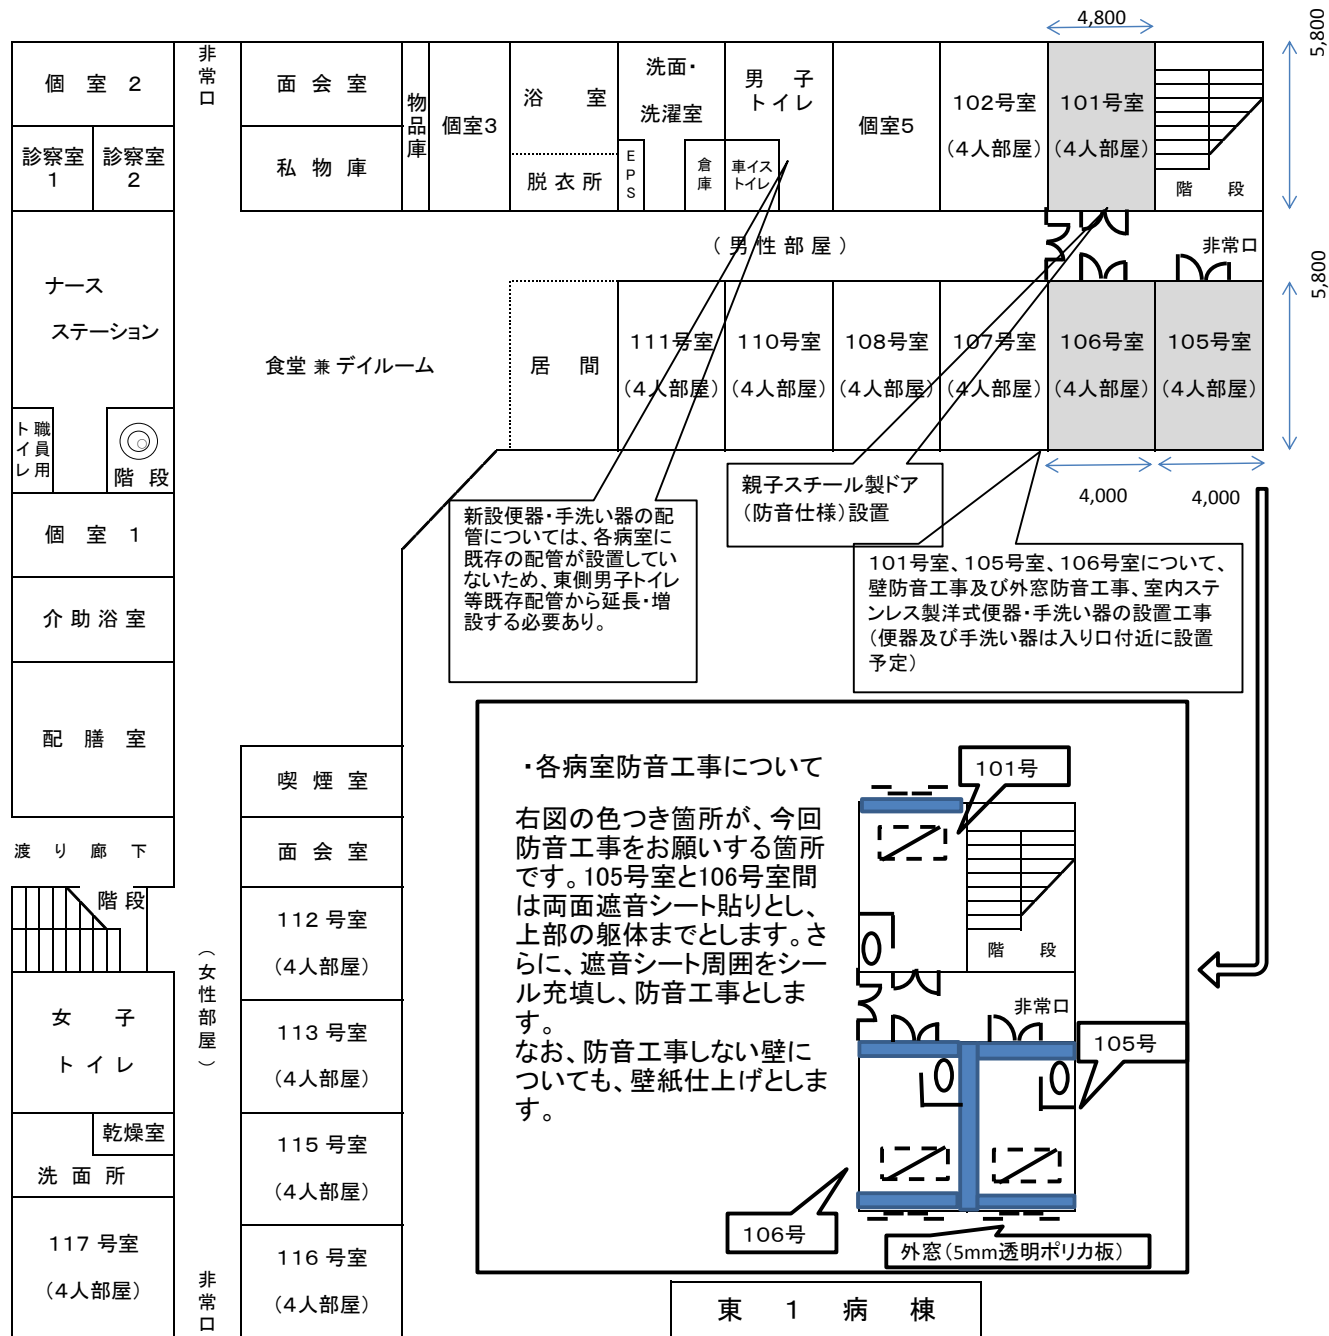 4,800
5,800
個 室 2
非常口
面 会 室
物品庫
個室3
浴 室
洗面・
洗濯室
男 子
トイレ
個室5
102号室
(4人部屋)
101号室
(4人部屋)
診察室
1
診察室
2
私 物 庫
脱 衣 所
EPS
倉庫
車イス
トイレ
階 段
(男性部屋)
非常口
5,800
ナース
ステーション
食堂 兼 デイルーム
居 間
111号室
(4人部屋)
110号室
(4人部屋)
108号室
(4人部屋)
107号室
(4人部屋)
106号室
(4人部屋)
105号室
(4人部屋)
職員用
トイレ
階 段
4,000
4,000
個 室 1
新設便器・手洗い器の配
管については、各病室に
既存の配管が設置してい
ないため、東側男子トイレ
等既存配管から延長・増
設する必要あり。
親子スチール製ドア
(防音仕様)設置
101号室、105号室、106号室について、
壁防音工事及び外窓防音工事、室内ステ
ンレス製洋式便器・手洗い器の設置工事
(便器及び手洗い器は入り口付近に設置
予定)
介 助 浴 室
配 膳 室
喫 煙 室
面 会 室
渡 り 廊 下
階 段
112 号室
(4人部屋)
(女性部屋)
女 子
トイレ
113 号室
(4人部屋)
乾燥室
洗 面 所
115 号室
(4人部屋)
117 号室
(4人部屋)
非常口
116 号室
(4人部屋)
・各病室防音工事について
右図の色つき箇所が、今回
防音工事をお願いする箇所
です。105号室と106号室間
は両面遮音シート貼りとし、
上部の躯体までとします。さ
らに、遮音シート周囲をシー
ル充填し、防音工事としま
す。
なお、防音工事しない壁に
ついても、壁紙仕上げとしま
す。
101号
階 段
非常口
105号
106号
外窓(5mm透明ポリカ板)
東 1 病 棟